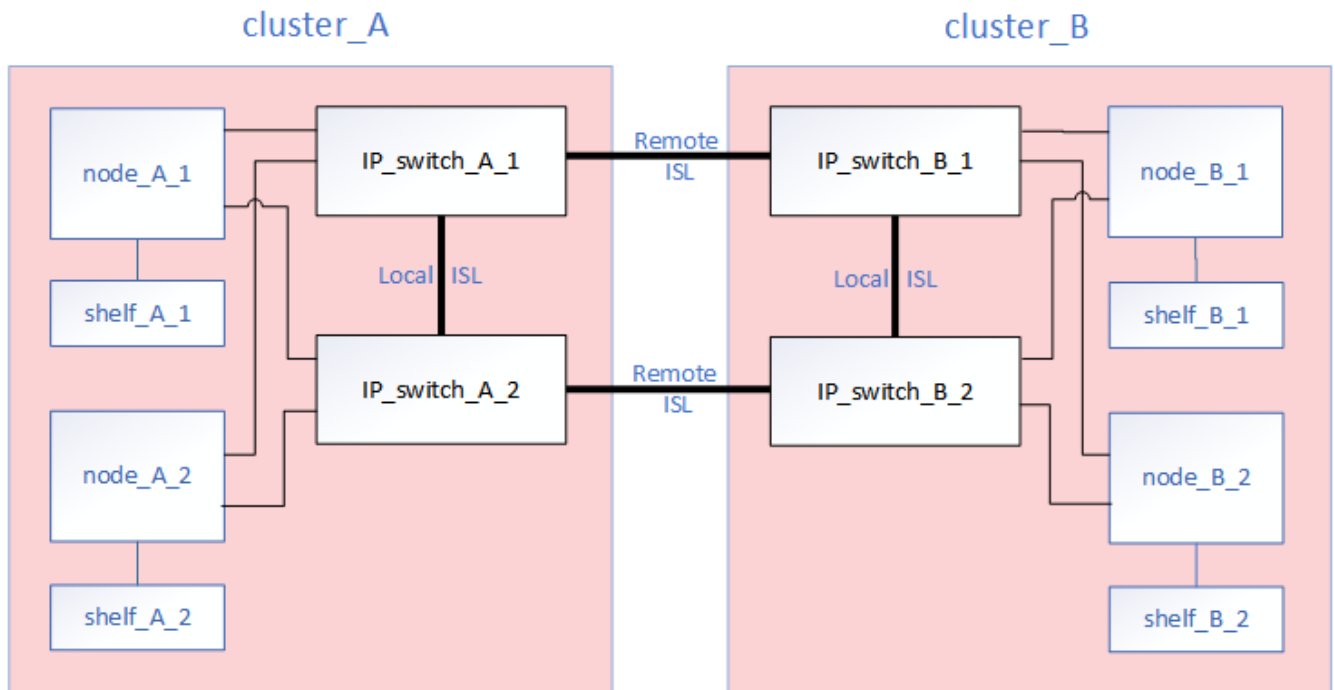 cluster_A
cluster_B
node_A_1
IP_switch_A_1
Remote
ISL
IP_switch_B_1
node_B_1
shelf_A_1
Local ISL
Local ISL
shelf_B_1
node_A_2
IP_switch_A_2
Remote
ISL
IP_switch_B_2
node_B_2
shelf_A_2
shelf_B_2